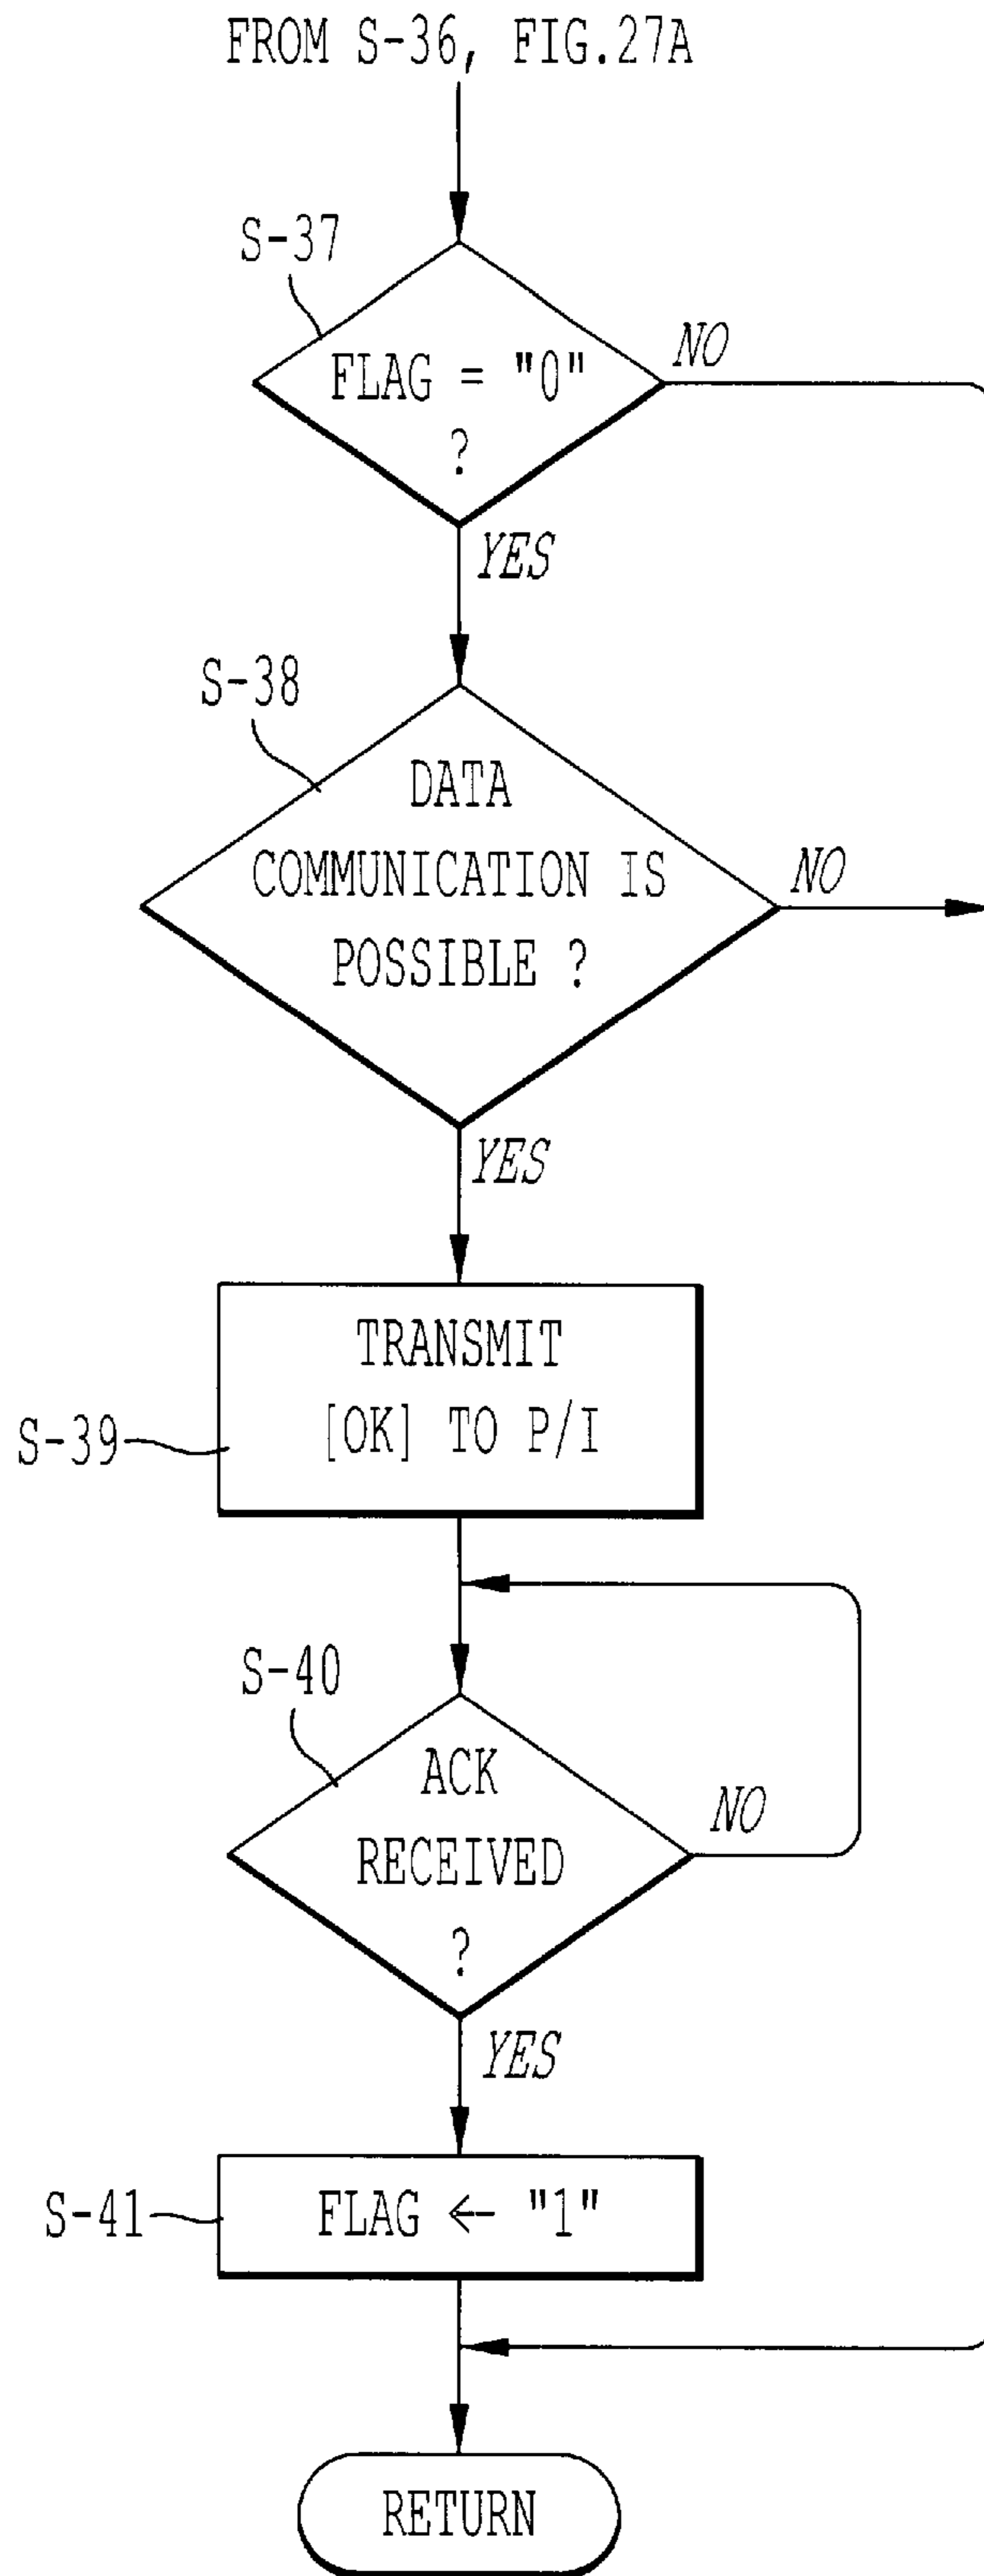 FROM S-36, FIG.27A
S-37
FLAG = "0"
?
NO
YES
S-38
DATA
COMMUNICATION IS
POSSIBLE ?
NO
YES
TRANSMIT
[OK] TO P/I
S-39
S-40
ACK
RECEIVED
?
NO
YES
S-41
FLAG ← "1"
RETURN